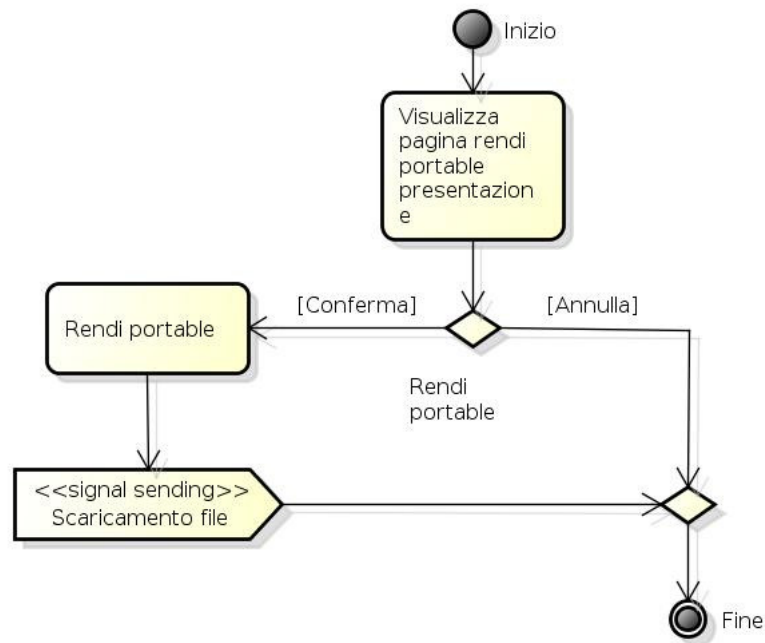 Inizio
Visualizza
pagina rendi
portable
presentazion
e
[Conferma]
[Annulla]
Rendi portable
Rendi
portable
<<signal sending>>
Scaricamento file
Fine